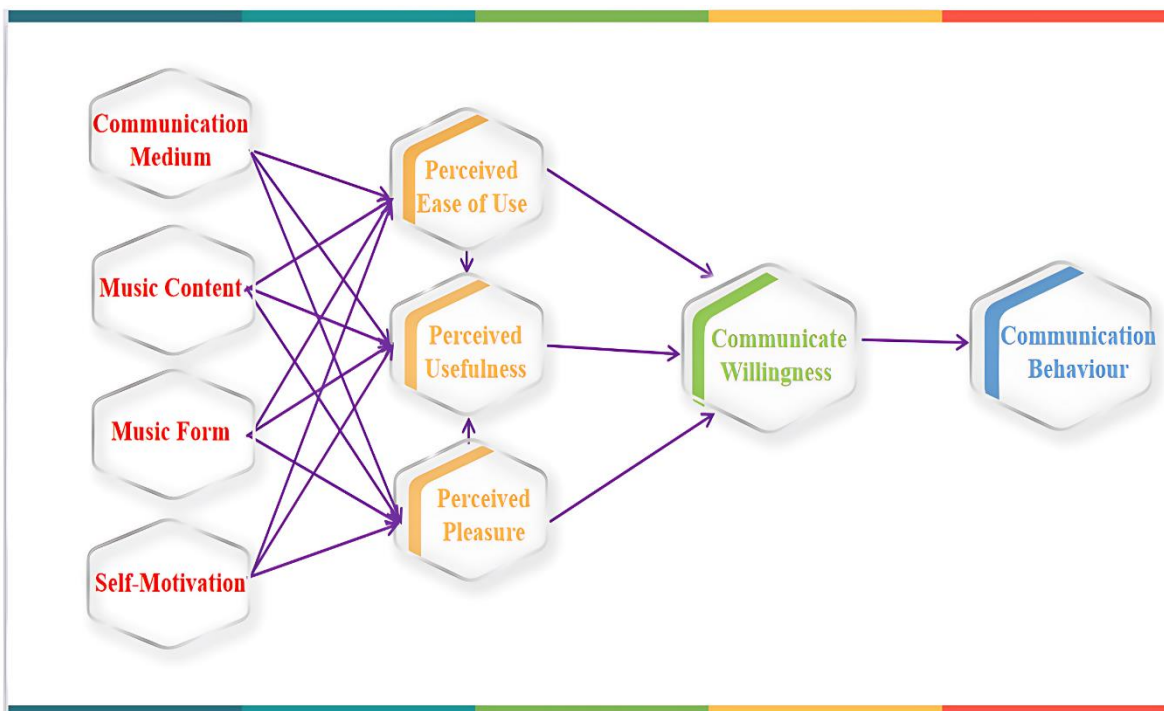 Communication
Medium
Music Content
Music Form
Self-Motivation
Perceived
Ease of Use
Perceived
Usefulness
Perceived
Pleasure
Communicate
Willingness
Communication
Behaviour